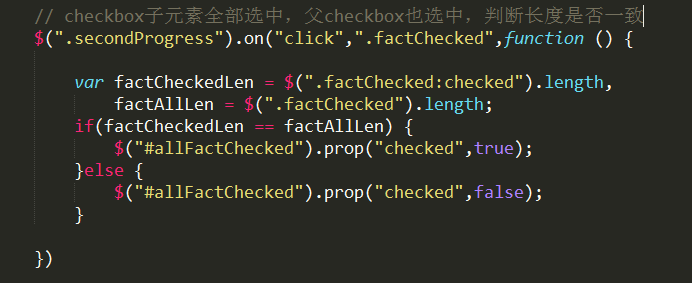 // checkbox子元素全部选中，父checkbox也选中，判断长度是否一致
$(".secondProgress").on("click",".factChecked",function () {
var factCheckedLen = $(".factChecked:checked").length,
factAllLen = $(".factChecked").length;
if(factCheckedLen == factAllLen) {
$("#allFactChecked").prop("checked",true);
}else {
$("#allFactChecked").prop("checked",false);
}
})